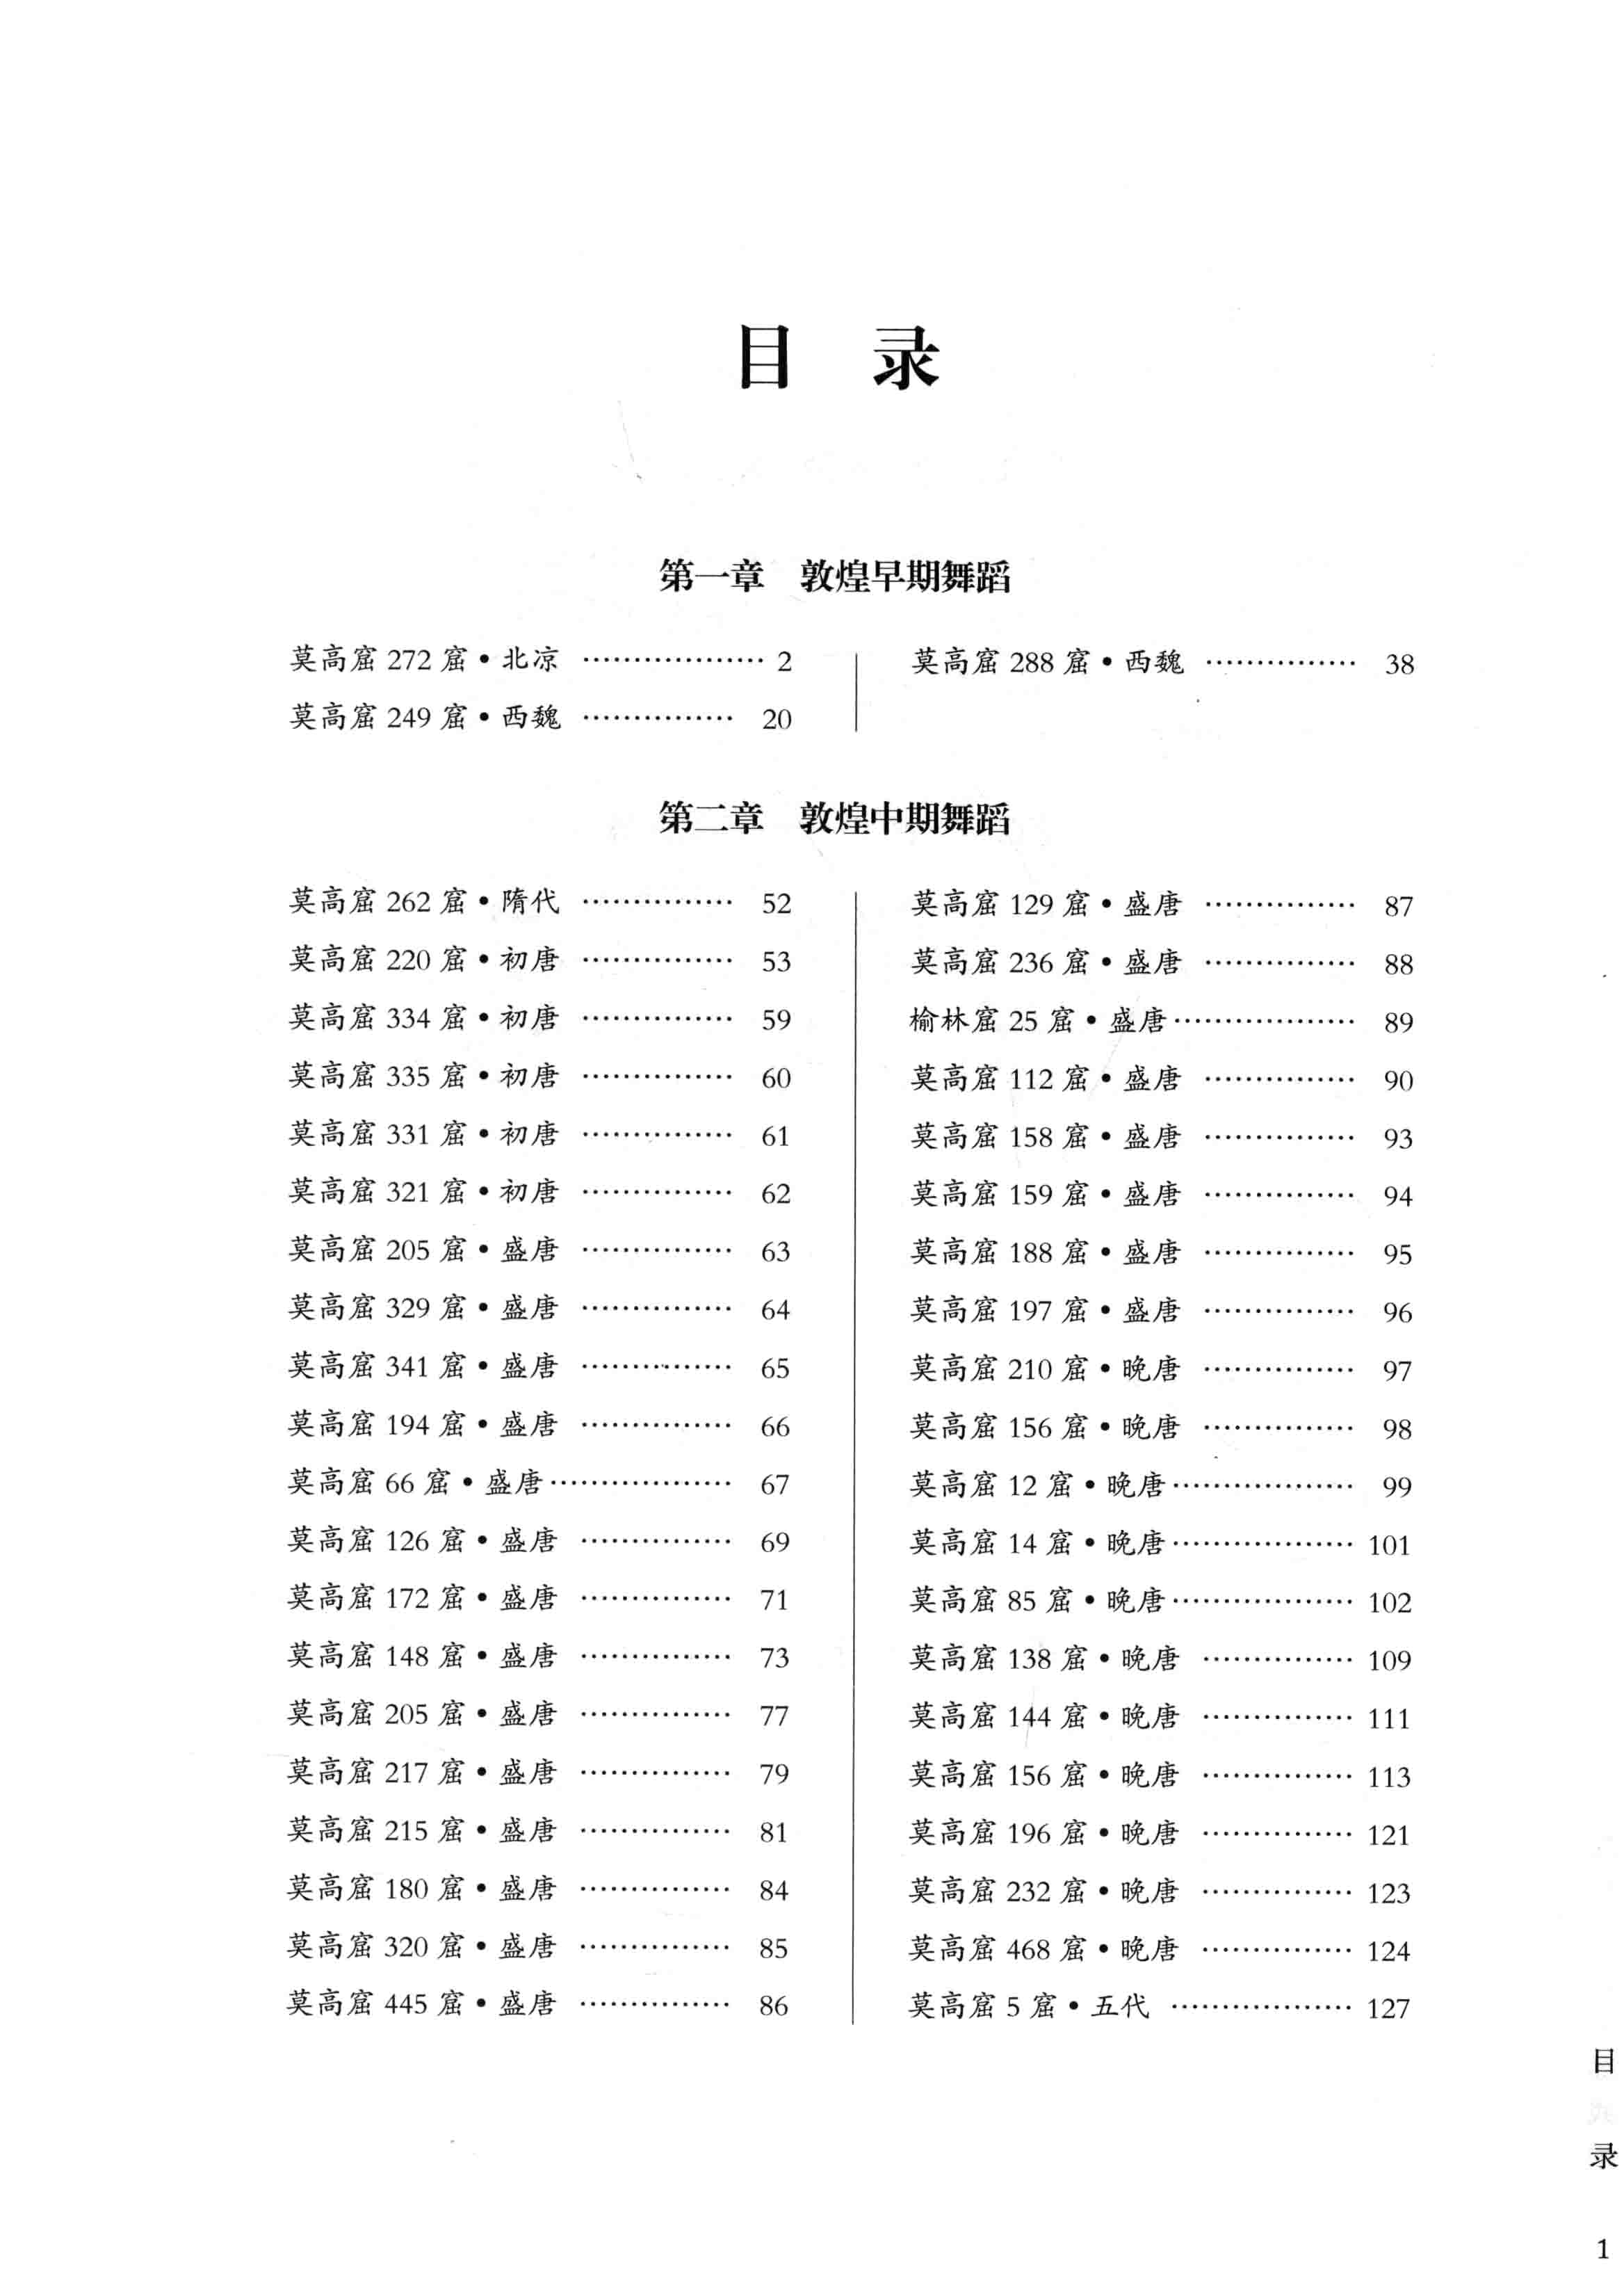 目 录
第一章 敦煌早期舞蹈
莫高窟 272 窟·北凉 ……………… 2
莫高窟 249 窟·西魏 …………… 20
莫高窟 288 窟·西魏 …………… 38
第二章 敦煌中期舞蹈
莫高窟 262 窟·隋代 …………… 52
莫高窟 220 窟·初唐 …………… 53
莫高窟 334 窟·初唐 …………… 59
莫高窟 335 窟·初唐 …………… 60
莫高窟 331 窟·初唐 …………… 61
莫高窟 321 窟·初唐 …………… 62
莫高窟 205 窟·盛唐 …………… 63
莫高窟 329 窟·盛唐 …………… 64
莫高窟 341 窟·盛唐 …………… 65
莫高窟 194 窟·盛唐 …………… 66
莫高窟 66 窟·盛唐……………… 67
莫高窟 126 窟·盛唐 …………… 69
莫高窟 172 窟·盛唐 …………… 71
莫高窟 148 窟·盛唐 …………… 73
莫高窟 205 窟·盛唐 …………… 77
莫高窟 217 窟·盛唐 …………… 79
莫高窟 215 窟·盛唐 …………… 81
莫高窟 180 窟·盛唐 …………… 84
莫高窟 320 窟·盛唐 …………… 85
莫高窟 445 窟·盛唐 …………… 86
莫高窟 129 窟·盛唐 …………… 87
莫高窟 236 窟·盛唐 …………… 88
榆林窟 25 窟·盛唐……………… 89
莫高窟 112 窟·盛唐 …………… 90
莫高窟 158 窟·盛唐 …………… 93
莫高窟 159 窟·盛唐 …………… 94
莫高窟 188 窟·盛唐 …………… 95
莫高窟 197 窟·盛唐 …………… 96
莫高窟 210 窟·晚唐 …………… 97
莫高窟 156 窟·晚唐 …………… 98
莫高窟 12 窟·晚唐……………… 99
莫高窟 14 窟·晚唐……………… 101
莫高窟 85 窟·晚唐……………… 102
莫高窟 138 窟·晚唐 …………… 109
莫高窟 144 窟·晚唐 …………… 111
莫高窟 156 窟·晚唐 …………… 113
莫高窟 196 窟·晚唐 …………… 121
莫高窟 232 窟·晚唐 …………… 123
莫高窟 468 窟·晚唐 …………… 124
莫高窟 5 窟·五代 ……………… 127
目
录
1